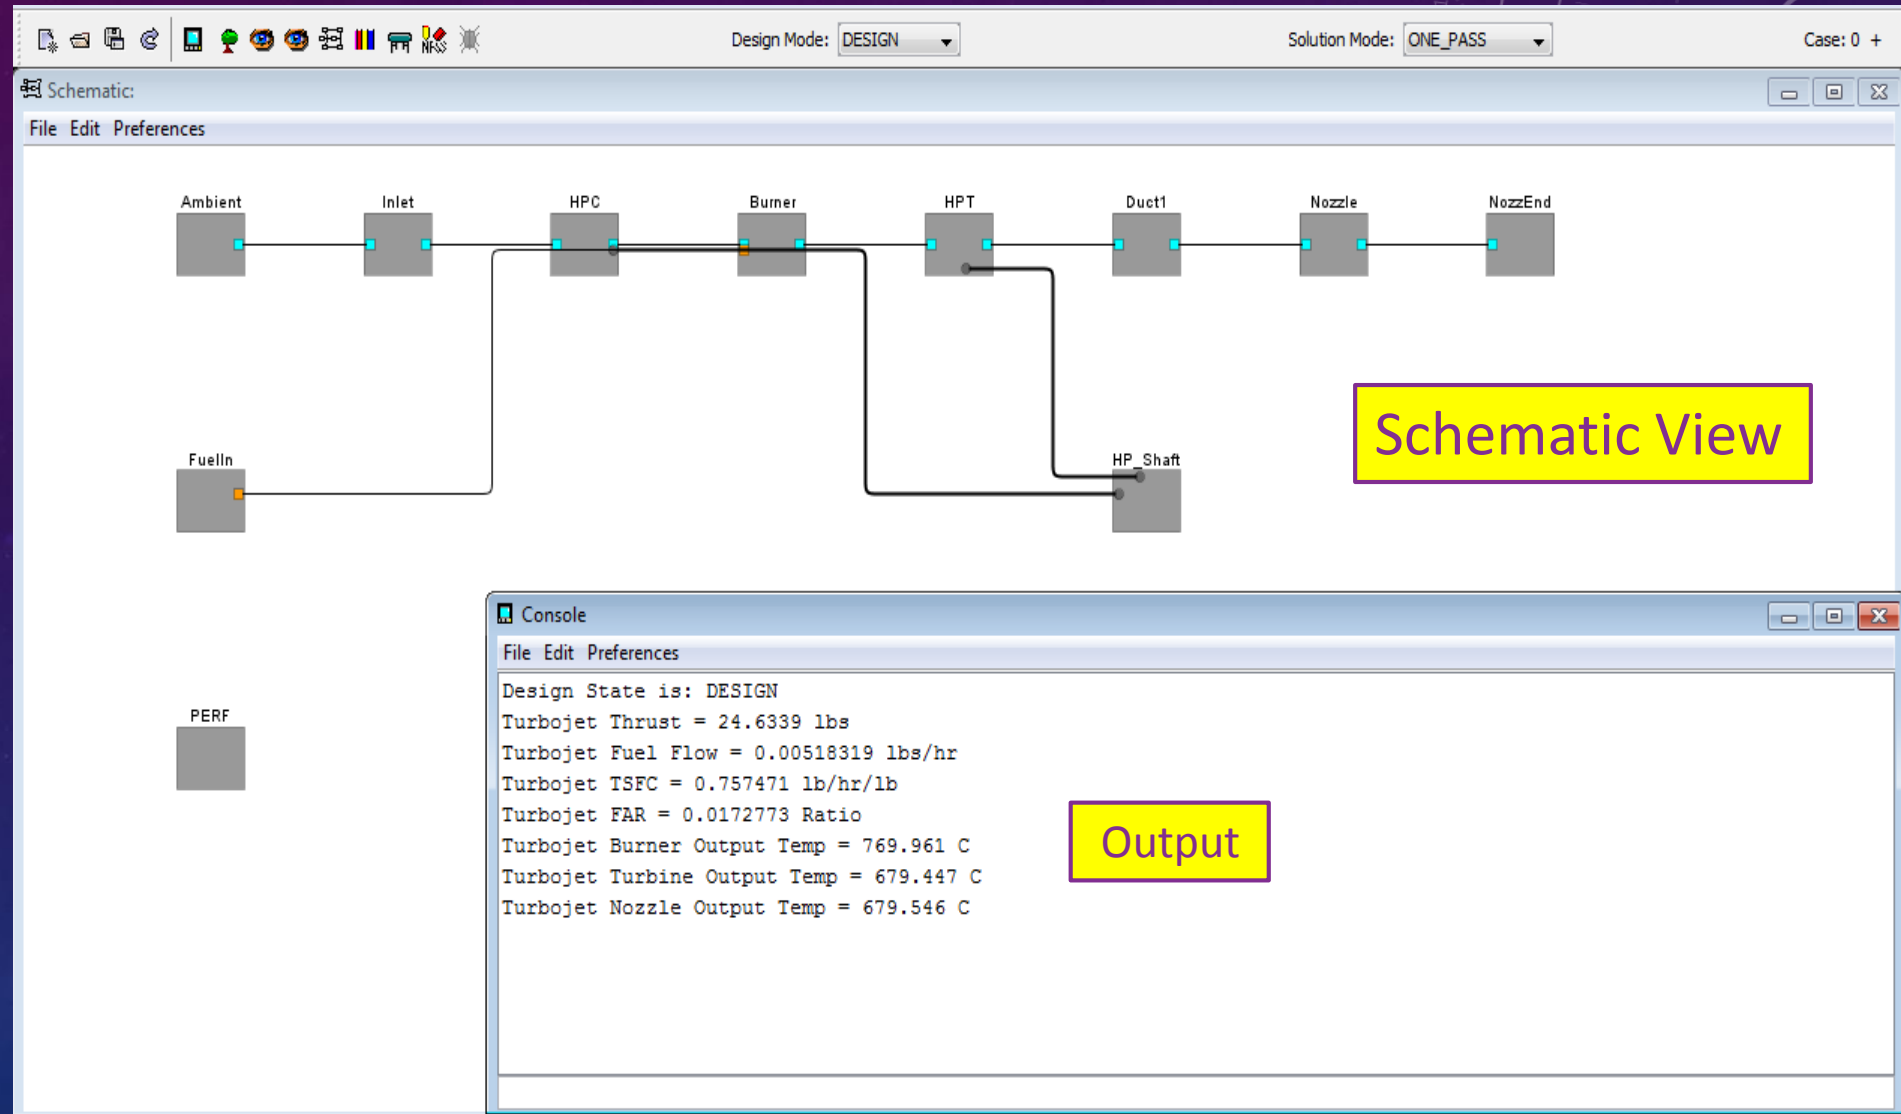 Design Mode: DESIGN Solution Mode: ONE_PASS Case: 0 +
Schematic:
File Edit Preferences
Ambient Inlet HPC Burner HPT Duct1 Nozzle NozzEnd
Schematic View
FuelIn HP_Shaft
Console
File Edit Preferences
Design State is: DESIGN
Turbojet Thrust = 24.6339 lbs
Turbojet Fuel Flow = 0.00518319 lbs/hr
Turbojet TSFC = 0.757471 lb/hr/lb
Turbojet FAR = 0.0172773 Ratio
Turbojet Burner Output Temp = 769.961 C
Turbojet Turbine Output Temp = 679.447 C
Turbojet Nozzle Output Temp = 679.546 C
Output
PERF